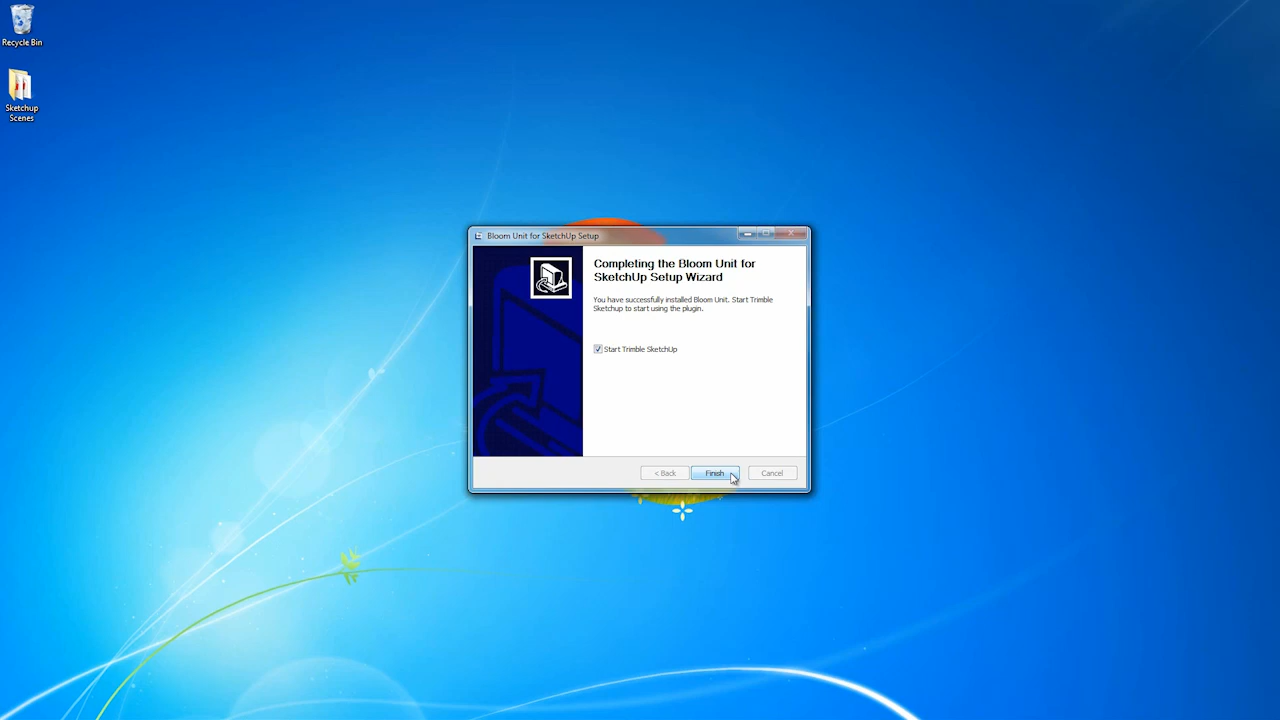 Recycle Bin
Sketchup
Scenes
Bloom Unit for SketchUp Setup
Completing the Bloom Unit for
SketchUp Setup Wizard
You have successfully installed Bloom Unit. Start Trimble
Sketchup to start using the plugin.
Start Trimble SketchUp
< Back
Finish
Cancel